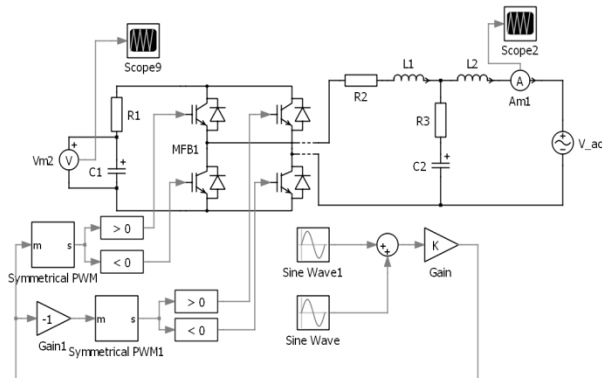 Scope9
Scope2
R1
C1
Vm2
V
+
+
MFB1
R2
L1
L2
A
Am1
R3
C2
+
V_ac
m s
Symmetrical PWM
> 0
< 0
-1
Gain1
m s
Symmetrical PWM1
> 0
< 0
Sine Wave1
Sine Wave
+
+
K
Gain